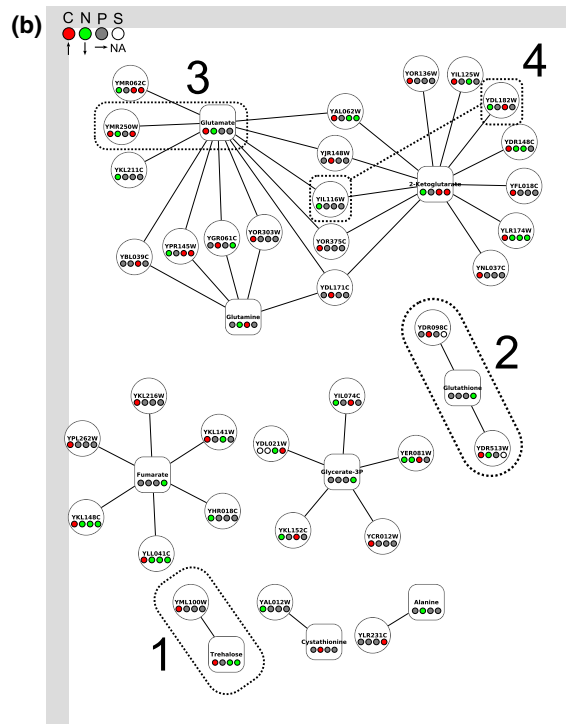 (b)
C N P S
↑ ↓ → NA
3
4
YMR062C
YOR136W
YIL125W
YDL182W
YMR250W
Glutamate
YAL062W
YDR148C
YJR148W
YKL211C
2-Ketoglutarate
YFL018C
YIL116W
YLR174W
YGR061C
YOR303W
YPR145W
YOR375C
YBL039C
YNL037C
YDL171C
Glutamine
YDR098C
2
Glutathione
YKL216W
YIL074C
YPL262W
YKL141W
YDL021W
YER081W
YDR513W
Fumarate
Glycerate-3P
YKL148C
YHR018C
YKL152C
YCR012W
YLL041C
1
YML100W
YAL012W
Alanine
YLR231C
Trehalose
Cystathionine